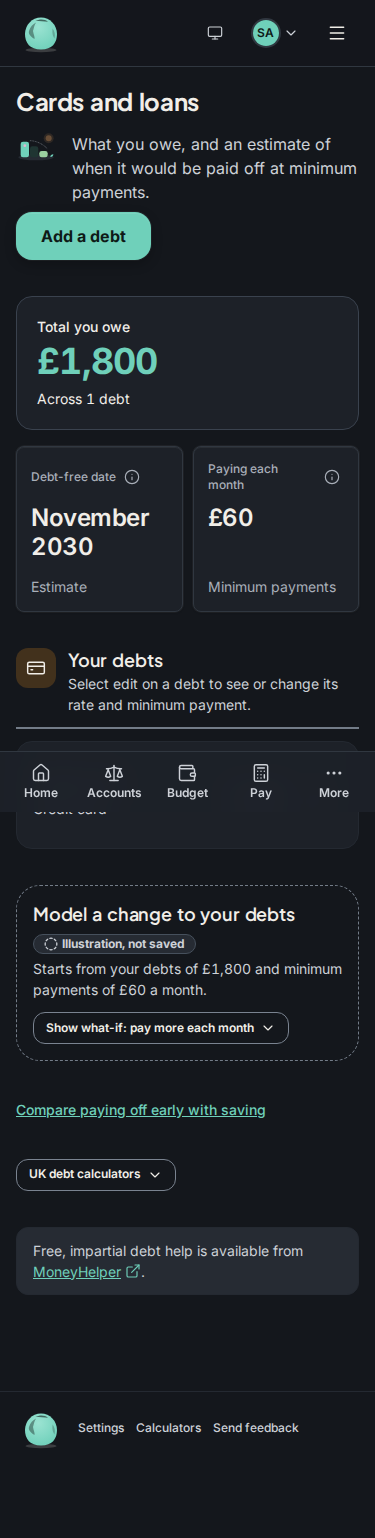 SA
Cards and loans
What you owe, and an estimate of
when it would be paid off at minimum
payments.
Add a debt
Total you owe
£1,800
Across 1 debt
Debt-free date
November
2030
Estimate
Paying each
month
£60
Minimum payments
Your debts
Select edit on a debt to see or change its
rate and minimum payment.
Home
Accounts
Budget
Pay
More
Model a change to your debts
Illustration, not saved
Starts from your debts of £1,800 and minimum
payments of £60 a month.
Show what-if: pay more each month
Compare paying off early with saving
UK debt calculators
Free, impartial debt help is available from
MoneyHelper.
Settings
Calculators
Send feedback